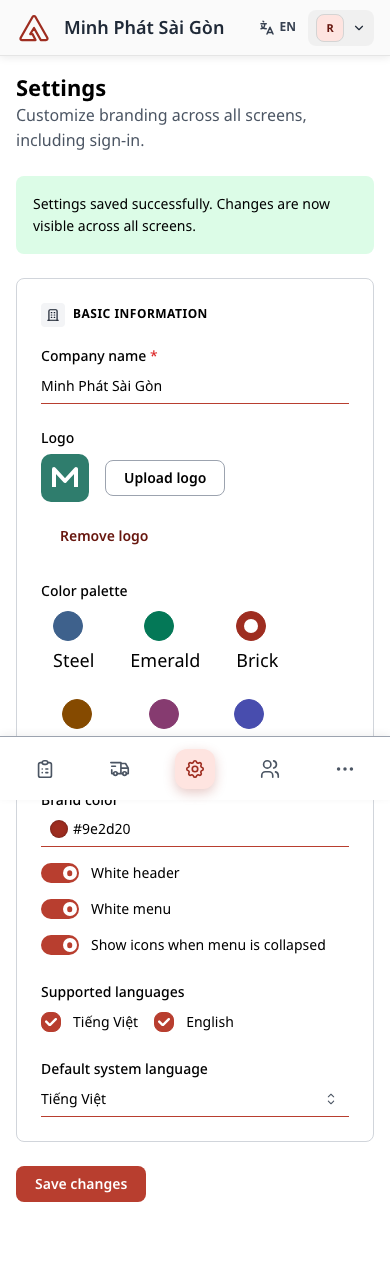 Minh Phát Sài Gòn
EN
R
Settings
Customize branding across all screens,
including sign-in.
Settings saved successfully. Changes are now
visible across all screens.
BASIC INFORMATION
Company name *
Minh Phát Sài Gòn
Logo
M
Upload logo
Remove logo
Color palette
Steel Emerald Brick
Brand color
#9e2d20
White header
White menu
Show icons when menu is collapsed
Supported languages
Tiếng Việt English
Default system language
Tiếng Việt
Save changes